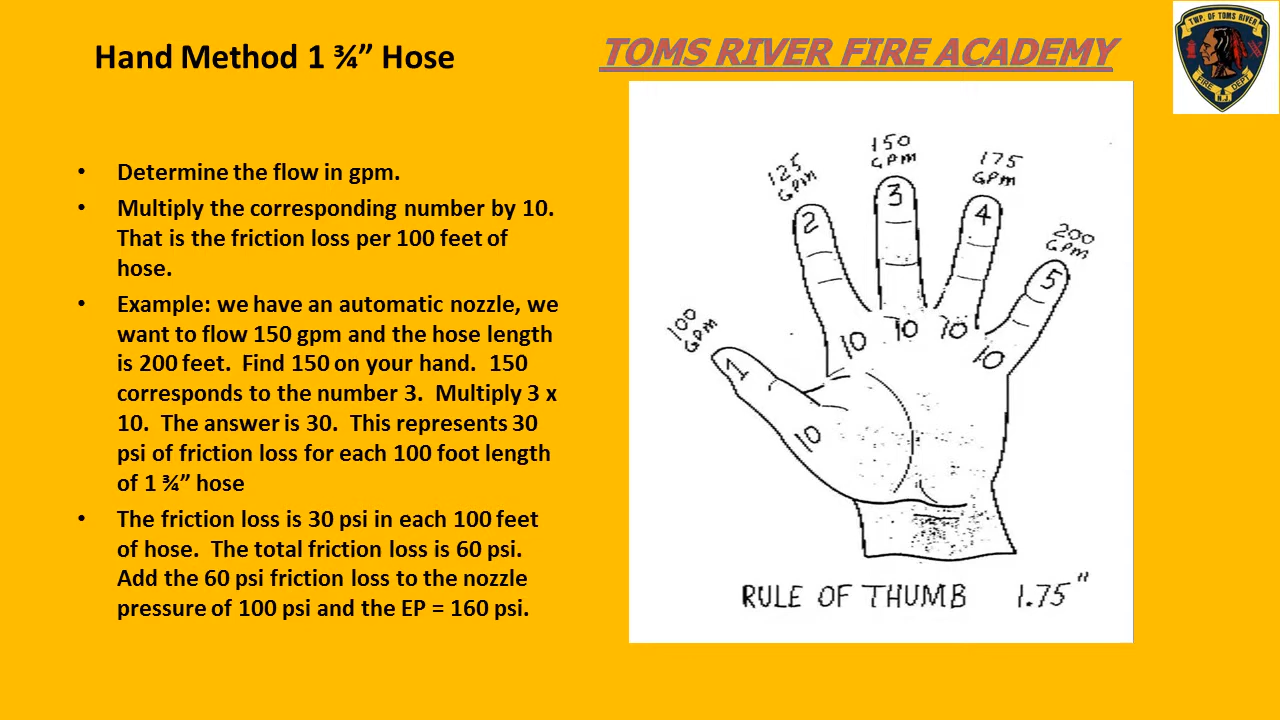 Hand Method 1 ¾” Hose
TOMS RIVER FIRE ACADEMY
TWP. OF TOMS RIVER
FIRE DEPT
N.J.
• Determine the flow in gpm.
• Multiply the corresponding number by 10.
That is the friction loss per 100 feet of
hose.
• Example: we have an automatic nozzle, we
want to flow 150 gpm and the hose length
is 200 feet.  Find 150 on your hand.  150
corresponds to the number 3.  Multiply 3 x
10.  The answer is 30.  This represents 30
psi of friction loss for each 100 foot length
of 1 ¾” hose
• The friction loss is 30 psi in each 100 feet
of hose.  The total friction loss is 60 psi.
Add the 60 psi friction loss to the nozzle
pressure of 100 psi and the EP = 160 psi.
100
GPM
1
10
125
GPM
2
10
150
GPM
3
10
175
GPM
4
10
200
GPM
5
10
RULE OF THUMB 1.75"